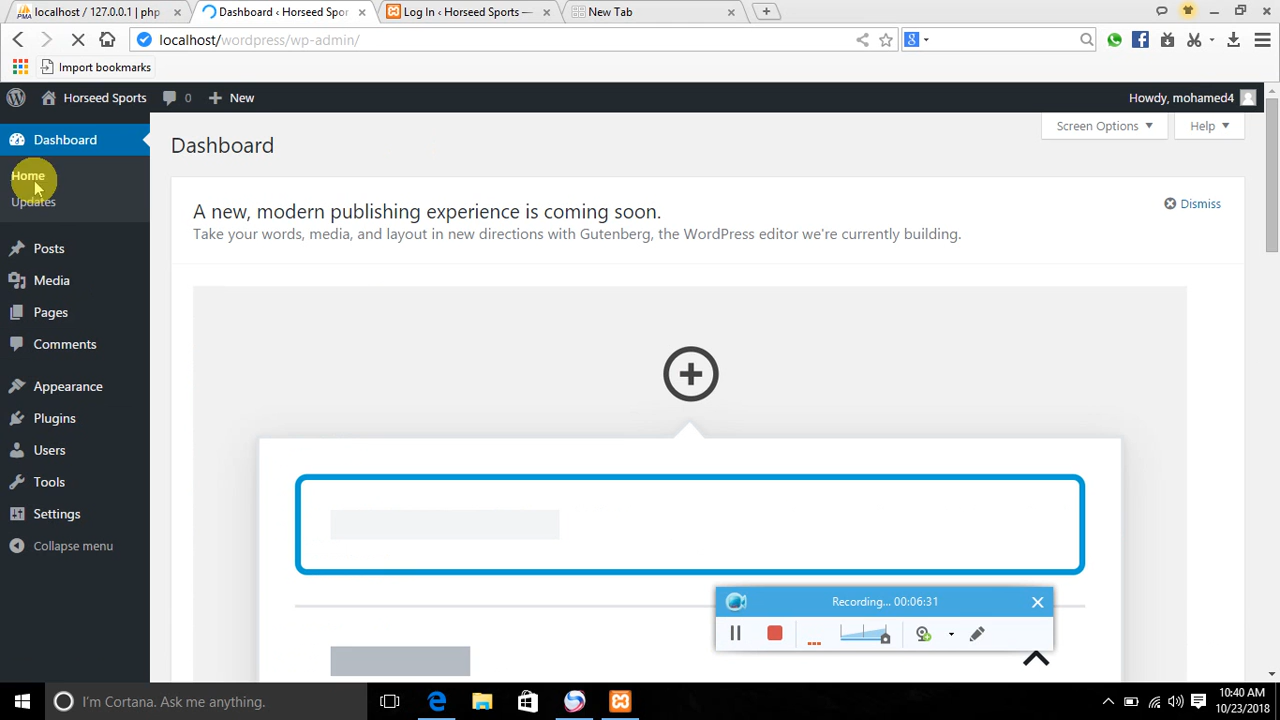 localhost / 127.0.0.1 | php
Dashboard ‹ Horseed Spor
Log In ‹ Horseed Sports —
New Tab
localhost/wordpress/wp-admin/
Import bookmarks
Horseed Sports
0
New
Howdy, mohamed4
Dashboard
Home
Updates
Posts
Media
Pages
Comments
Appearance
Plugins
Users
Tools
Settings
Collapse menu
Screen Options
Help
Dashboard
A new, modern publishing experience is coming soon.
Dismiss
Take your words, media, and layout in new directions with Gutenberg, the WordPress editor we're currently building.
Recording... 00:06:31
I'm Cortana. Ask me anything.
10:40 AM
10/23/2018